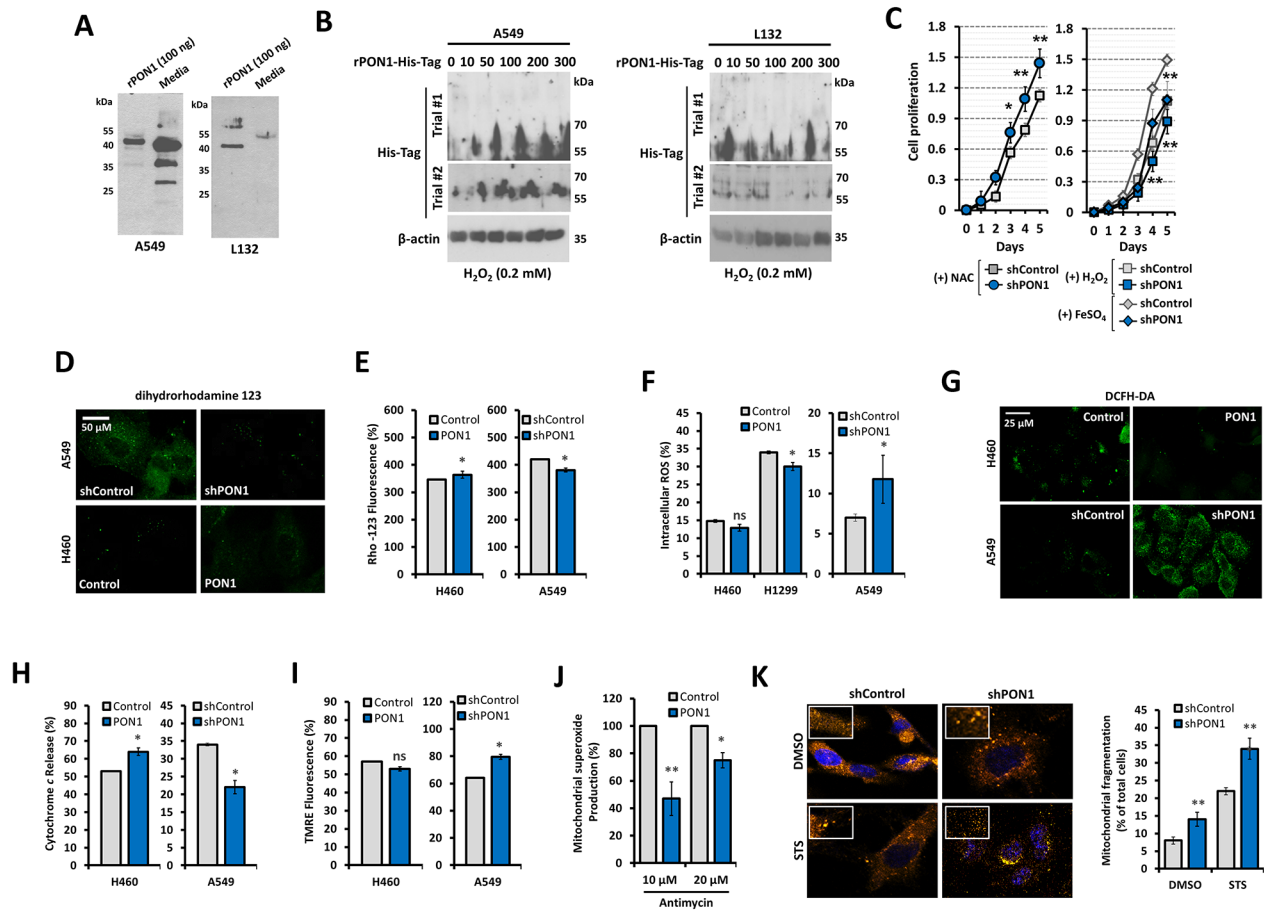 A
rPON1 (100 ng)
Media
rPON1 (100 ng)
Media
kDa
55
40
35
25
kDa
55
40
35
25
A549
L132
B
A549
rPON1-His-Tag 0 10 50 100 200 300
kDa
His-Tag
Trial #1
Trial #2
70
55
70
55
β-actin
35
H2O2 (0.2 mM)
L132
rPON1-His-Tag 0 10 50 100 200 300
kDa
His-Tag
Trial #1
Trial #2
70
55
70
55
β-actin
35
H2O2 (0.2 mM)
C
Cell proliferation
1.8
1.5
1.2
0.9
0.6
0.3
0
0 1 2 3 4 5
Days
* ** **
1.8
1.5
1.2
0.9
0.6
0.3
0.0
0 1 2 3 4 5
Days
**
**
**
(+) NAC
shControl
shPON1
(+) H2O2
shControl
shPON1
(+) FeSO4
shControl
shPON1
D
dihydrorhodamine 123
50 µM
A549
shControl
shPON1
H460
Control
PON1
E
Rho -123 Fluorescence (%)
600
500
400
300
200
100
0
Control
PON1
*
H460
600
500
400
300
200
100
0
shControl
shPON1
*
A549
F
Intracellular ROS (%)
45
40
35
30
25
20
15
10
5
0
Control
PON1
ns
*
H460 H1299
20
15
10
5
0
shControl
shPON1
*
A549
G
DCFH-DA
25 µM
H460
Control
PON1
A549
shControl
shPON1
H
Cytochrome c Release (%)
90
80
70
60
50
40
30
20
10
0
Control
PON1
*
H460
45
40
35
30
25
20
15
10
5
0
shControl
shPON1
*
A549
I
TMRE Fluorescence (%)
100
90
80
70
60
50
40
30
20
10
0
Control
PON1
ns
H460
120
100
80
60
40
20
0
shControl
shPON1
*
A549
J
Mitochondrial superoxide
Production (%)
120
100
80
60
40
20
0
Control
PON1
**
*
10 µM 20 µM
Antimycin
K
shControl
shPON1
DMSO
STS
Mitochondrial fragmentation
(% of total cells)
40
35
30
25
20
15
10
5
0
shControl
shPON1
**
**
DMSO STS